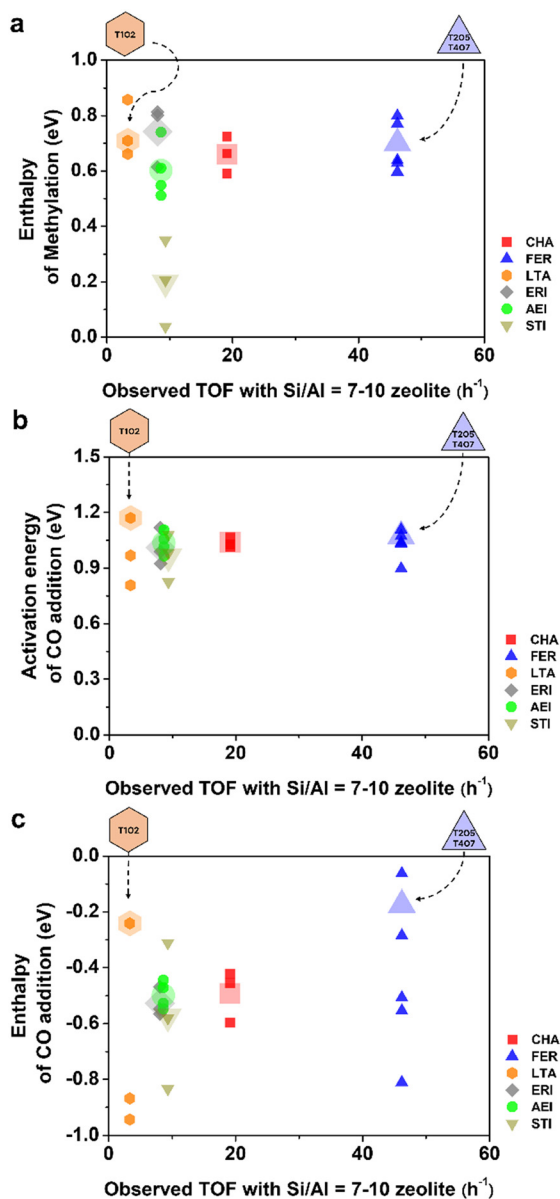 a
T1O2
T2O5
T4O7
Enthalpy
of Methylation (eV)
1.0
0.8
0.6
0.4
0.2
0.0
0
20
40
60
CHA
FER
LTA
ERI
AEI
STI
Observed TOF with Si/Al = 7-10 zeolite (h⁻¹)
b
T1O2
T2O5
T4O7
Activation energy
of CO addition (eV)
1.5
1.2
0.9
0.6
0.3
0.0
0
20
40
60
CHA
FER
LTA
ERI
AEI
STI
Observed TOF with Si/Al = 7-10 zeolite (h⁻¹)
c
T1O2
T2O5
T4O7
Enthalpy
of CO addition (eV)
0.0
-0.2
-0.4
-0.6
-0.8
-1.0
0
20
40
60
CHA
FER
LTA
ERI
AEI
STI
Observed TOF with Si/Al = 7-10 zeolite (h⁻¹)